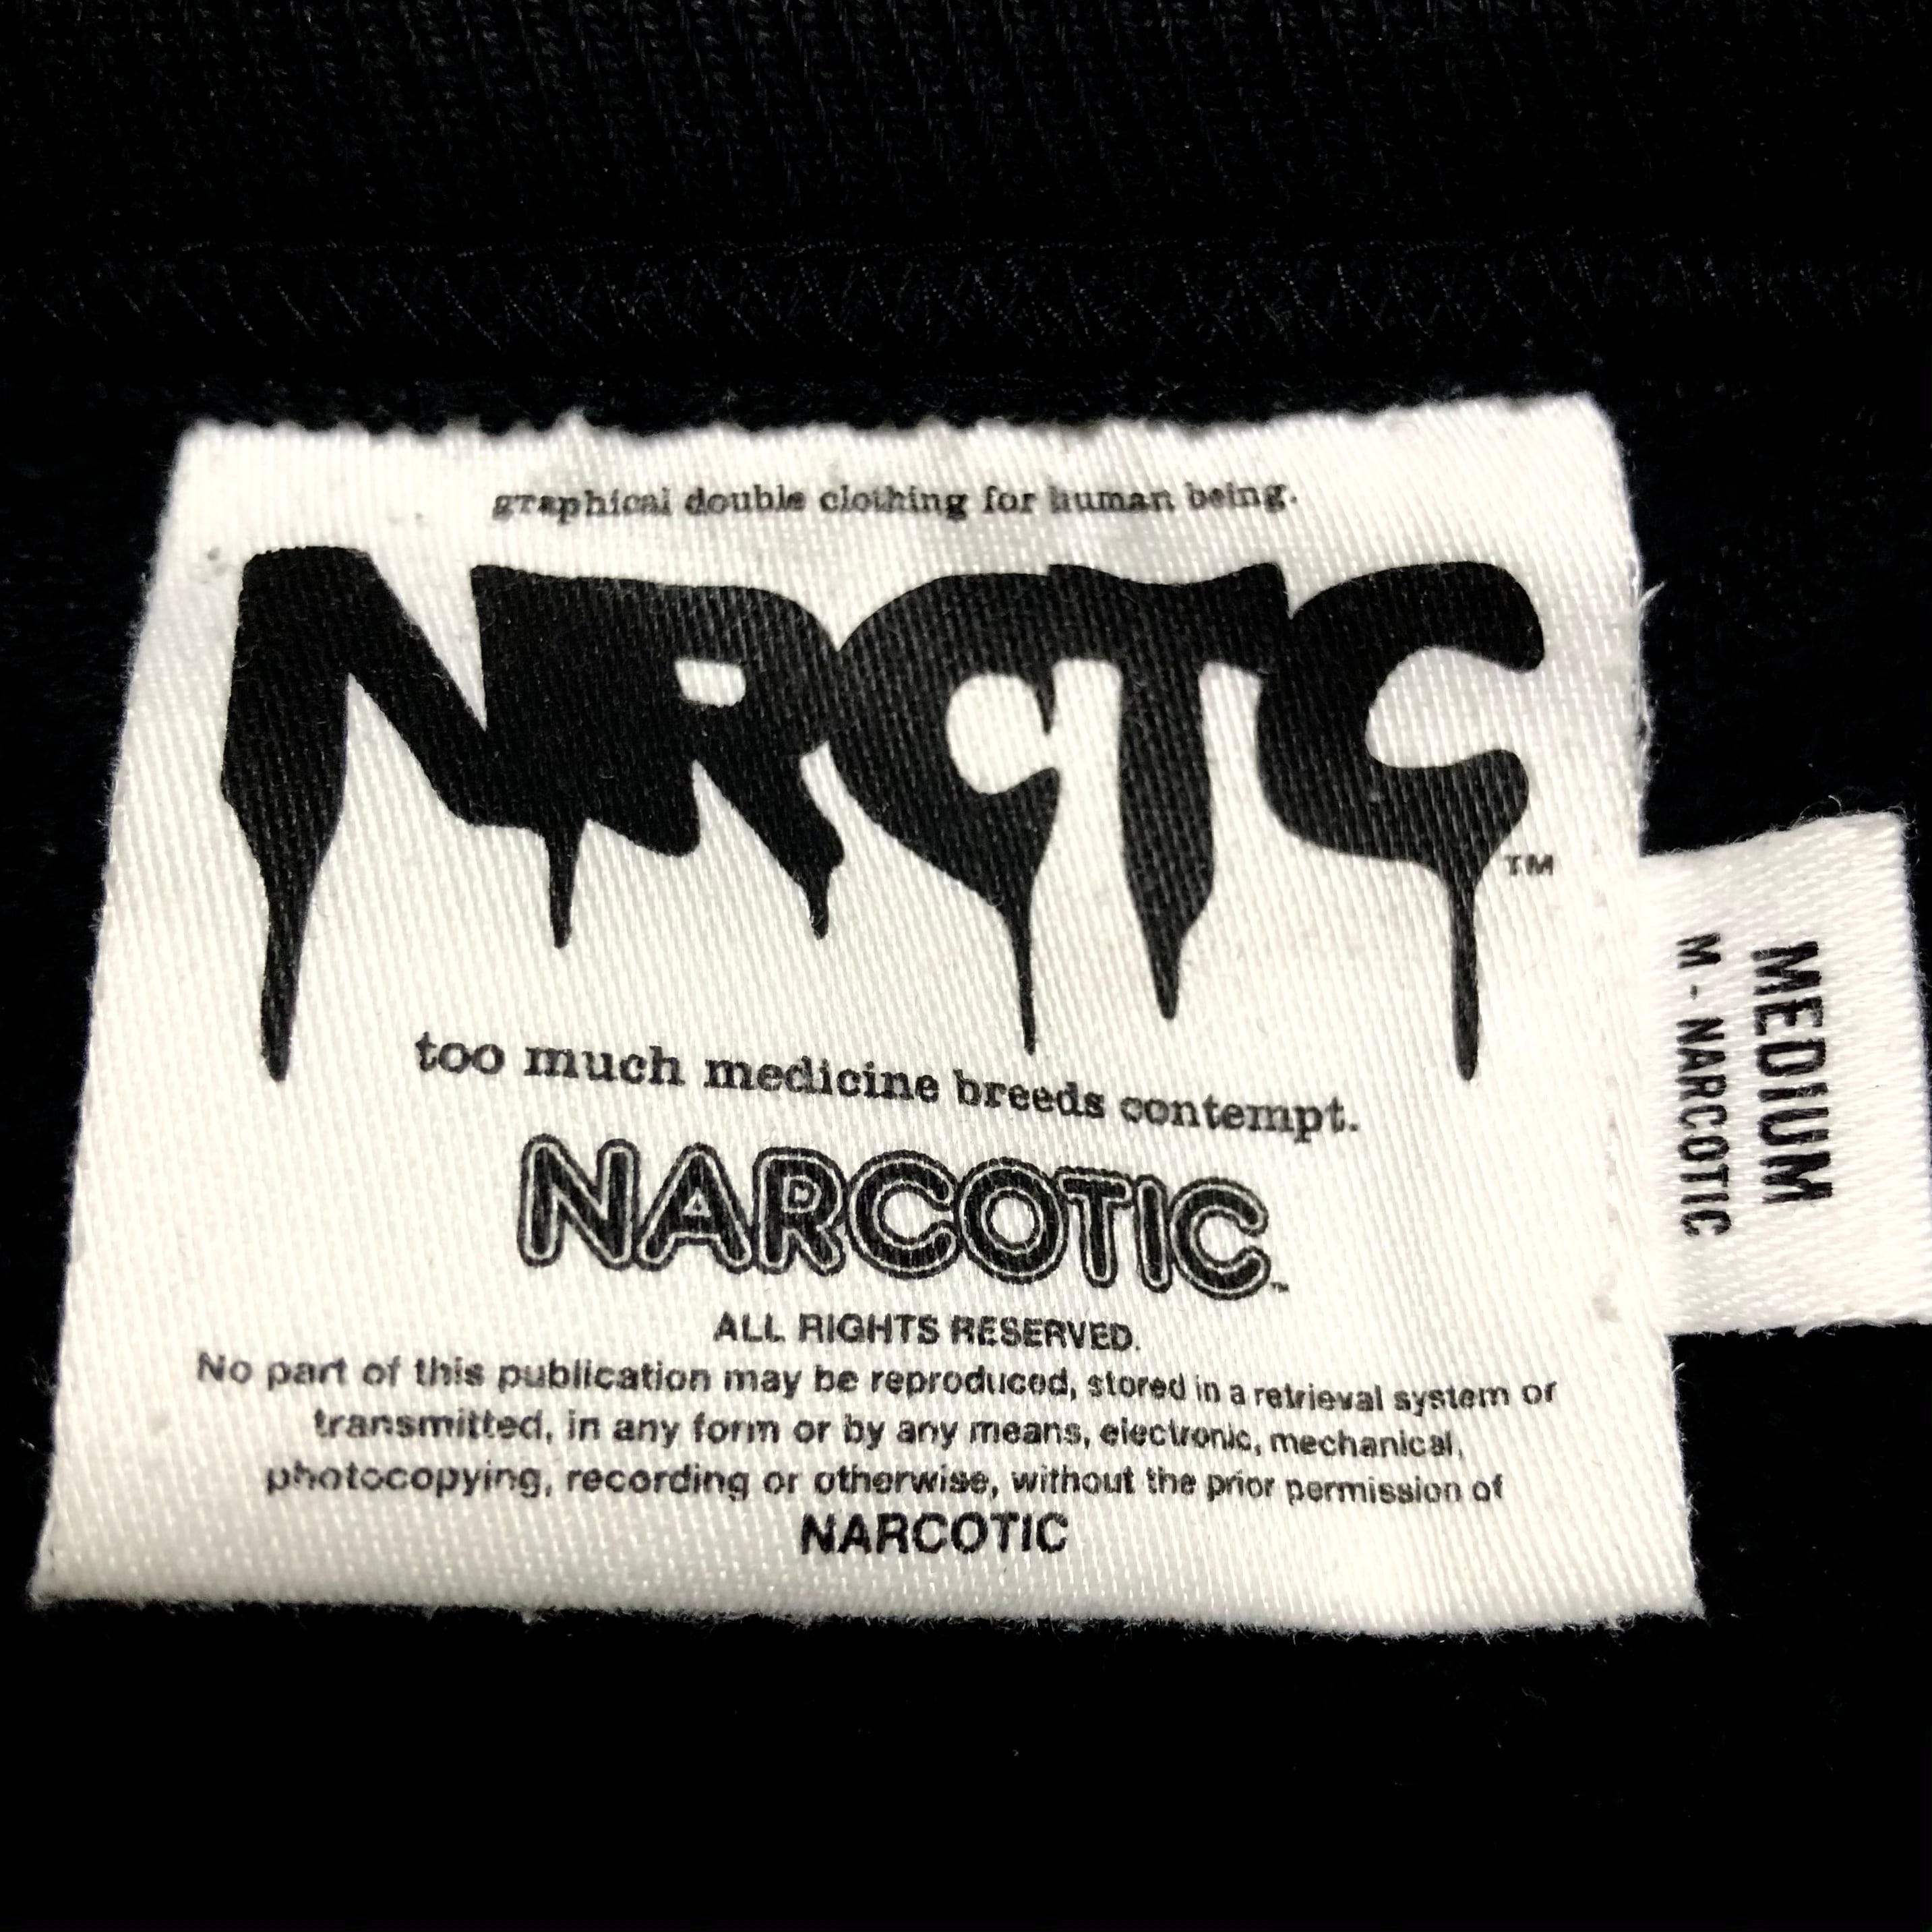 graphical double clothing for human being.
NRCTC
TM
too much medicine breeds contempt.
NARCOTIC
ALL RIGHTS RESERVED.
No part of this publication may be reproduced, stored in a retrieval system or
transmitted, in any form or by any means, electronic, mechanical,
photocopying, recording or otherwise, without the prior permission of
NARCOTIC
MEDIUM
M - NARCOTIC